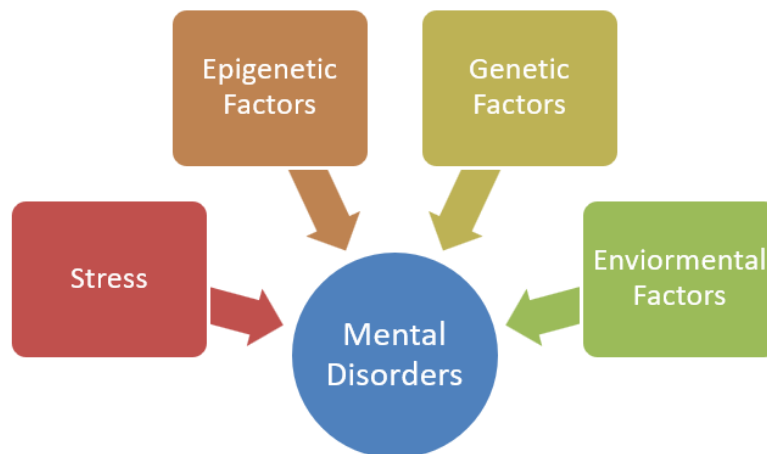 Epigenetic
Factors
Genetic
Factors
Stress
Enviormental
Factors
Mental
Disorders